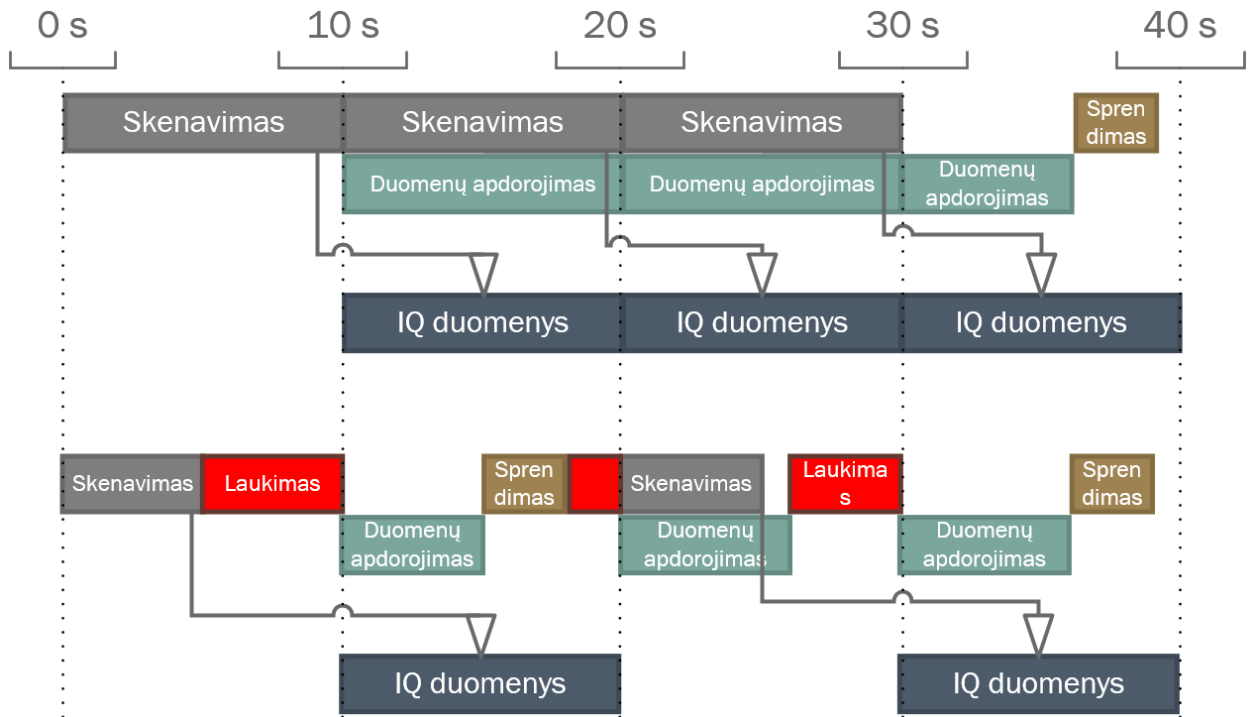 0 s 10 s 20 s 30 s 40 s
Skenavimas Skenavimas Skenavimas Spren
dimas
Duomenų apdorojimas Duomenų apdorojimas Duomenų
apdorojimas
IQ duomenys IQ duomenys IQ duomenys
Skenavimas Laukimas Spren
dimas
Skenavimas Laukima
s
Spren
dimas
Duomenų
apdorojimas
Duomenų
apdorojimas
Duomenų
apdorojimas
IQ duomenys IQ duomenys